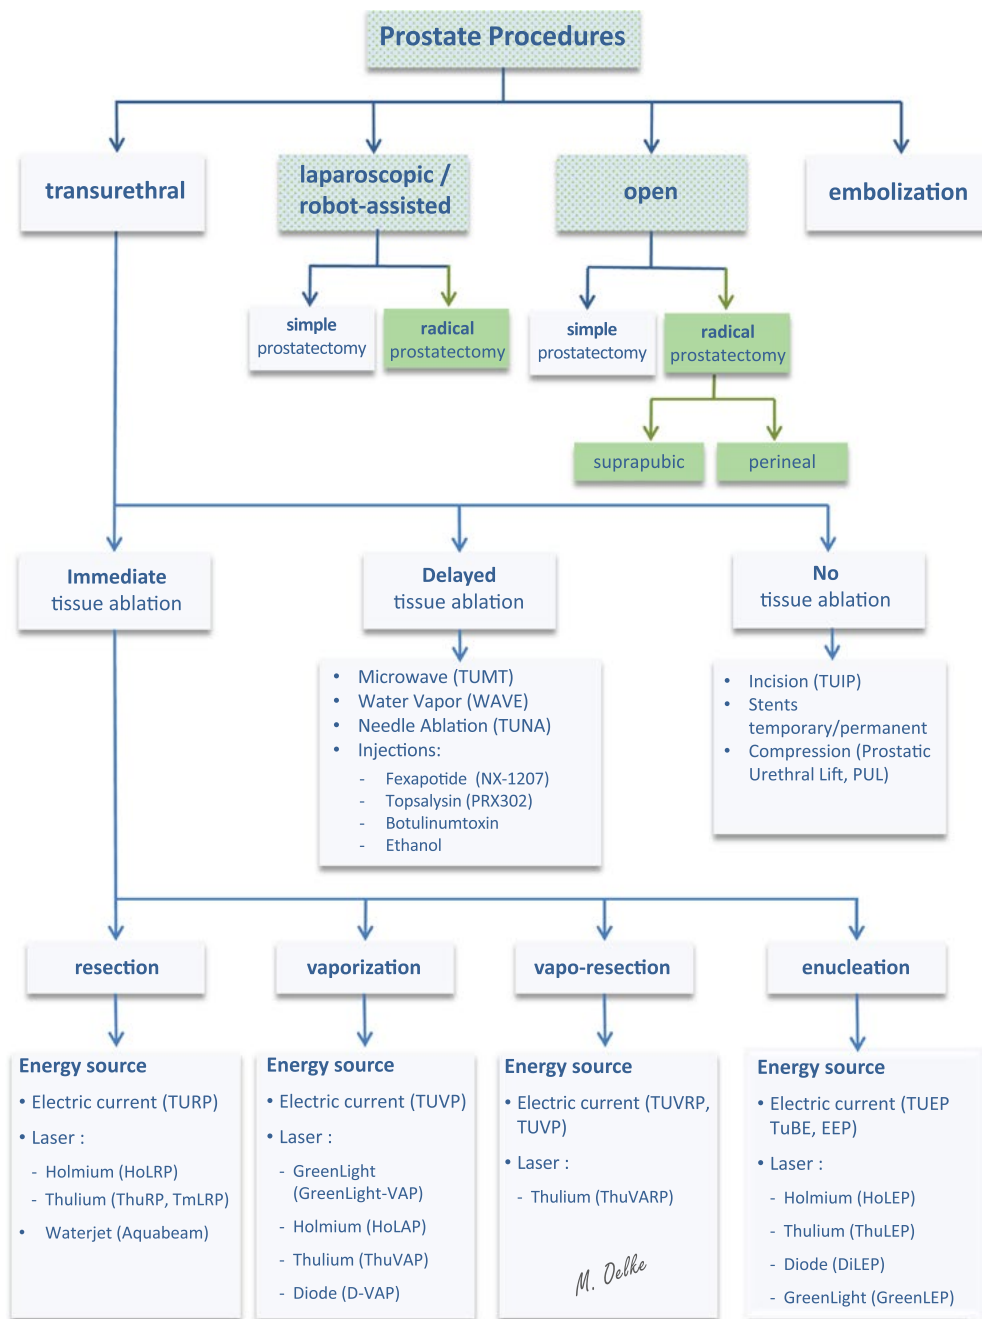 Prostate Procedures
transurethral
laparoscopic /
robot-assisted
open
embolization
simple
prostatectomy
radical
prostatectomy
simple
prostatectomy
radical
prostatectomy
suprapubic
perineal
Immediate
tissue ablation
Delayed
tissue ablation
No
tissue ablation
• Microwave (TUMT)
• Water Vapor (WAVE)
• Needle Ablation (TUNA)
• Injections:
- Fexapotide (NX-1207)
- Topsalysin (PRX302)
- Botulinumtoxin
- Ethanol
• Incision (TUIP)
• Stents
temporary/permanent
• Compression (Prostatic
Urethral Lift, PUL)
resection
vaporization
vapo-resection
enucleation
Energy source
• Electric current (TURP)
• Laser :
- Holmium (HoLRP)
- Thulium (ThuRP, TmLRP)
• Waterjet (Aquabeam)
Energy source
• Electric current (TUVP)
• Laser :
- GreenLight
(GreenLight-VAP)
- Holmium (HoLAP)
- Thulium (ThuVAP)
- Diode (D-VAP)
Energy source
• Electric current (TUVRP,
TUVP)
• Laser :
- Thulium (ThuVARP)
M. Oelke
Energy source
• Electric current (TUEP
TuBE, EEP)
• Laser :
- Holmium (HoLEP)
- Thulium (ThuLEP)
- Diode (DiLEP)
- GreenLight (GreenLEP)